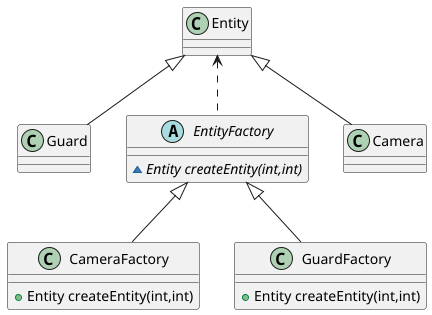 C Entity
C Guard
A EntityFactory
~ Entity createEntity(int,int)
C Camera
C CameraFactory
Entity createEntity(int,int)
C GuardFactory
Entity createEntity(int,int)